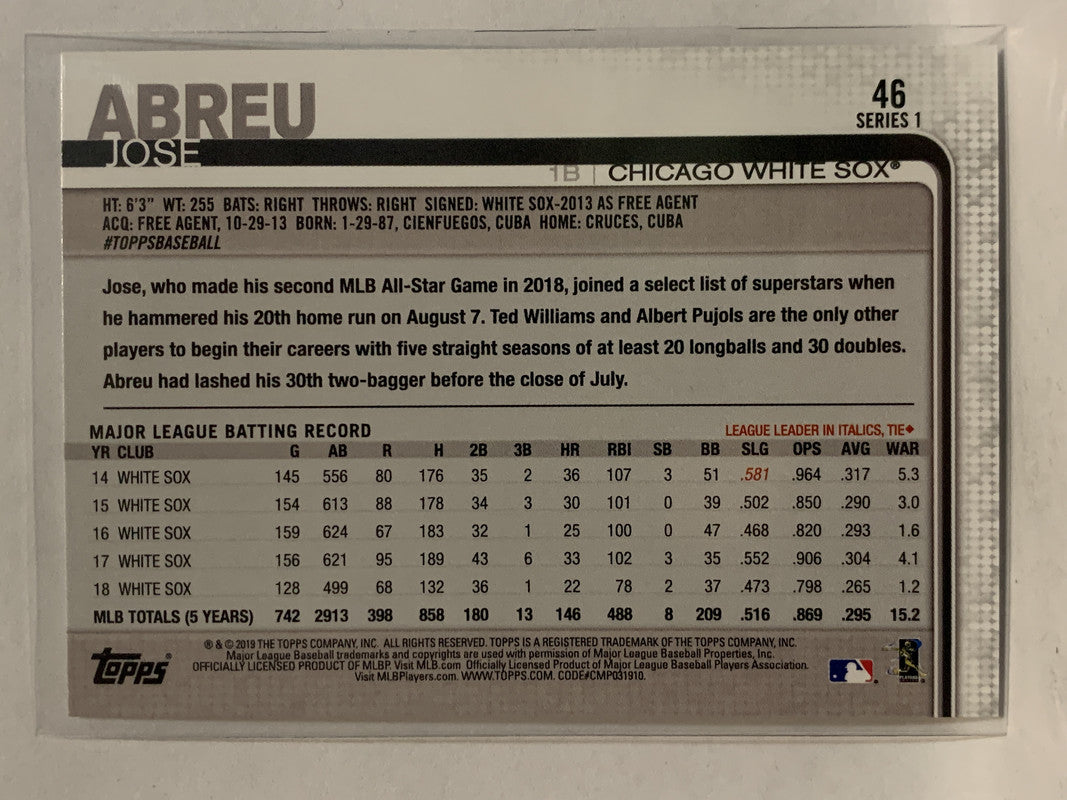 ABREU
JOSE
46
SERIES 1
1B | CHICAGO WHITE SOX®
HT: 6'3" WT: 255 BATS: RIGHT THROWS: RIGHT SIGNED: WHITE SOX-2013 AS FREE AGENT
ACQ: FREE AGENT, 10-29-13 BORN: 1-29-87, CIENFUEGOS, CUBA HOME: CRUCES, CUBA
#TOPPSBASEBALL
Jose, who made his second MLB All-Star Game in 2018, joined a select list of superstars when
he hammered his 20th home run on August 7. Ted Williams and Albert Pujols are the only other
players to begin their careers with five straight seasons of at least 20 longballs and 30 doubles.
Abreu had lashed his 30th two-bagger before the close of July.
MAJOR LEAGUE BATTING RECORD LEAGUE LEADER IN ITALICS, TIE♦
YR CLUB G AB R H 2B 3B HR RBI SB BB SLG OPS AVG WAR
14 WHITE SOX 145 556 80 176 35 2 36 107 3 51 .581 .964 .317 5.3
15 WHITE SOX 154 613 88 178 34 3 30 101 0 39 .502 .850 .290 3.0
16 WHITE SOX 159 624 67 183 32 1 25 100 0 47 .468 .820 .293 1.6
17 WHITE SOX 156 621 95 189 43 6 33 102 3 35 .552 .906 .304 4.1
18 WHITE SOX 128 499 68 132 36 1 22 78 2 37 .473 .798 .265 1.2
MLB TOTALS (5 YEARS) 742 2913 398 858 180 13 146 488 8 209 .516 .869 .295 15.2
topps®
® & © 2019 THE TOPPS COMPANY, INC. ALL RIGHTS RESERVED. TOPPS IS A REGISTERED TRADEMARK OF THE TOPPS COMPANY, INC.
Major League Baseball trademarks and copyrights are used with permission of Major League Baseball Properties, Inc.
OFFICIALLY LICENSED PRODUCT OF MLBP. Visit MLB.com Officially Licensed Product of Major League Baseball Players Association.
Visit MLBPlayers.com. WWW.TOPPS.COM. CODE#CMP031910.